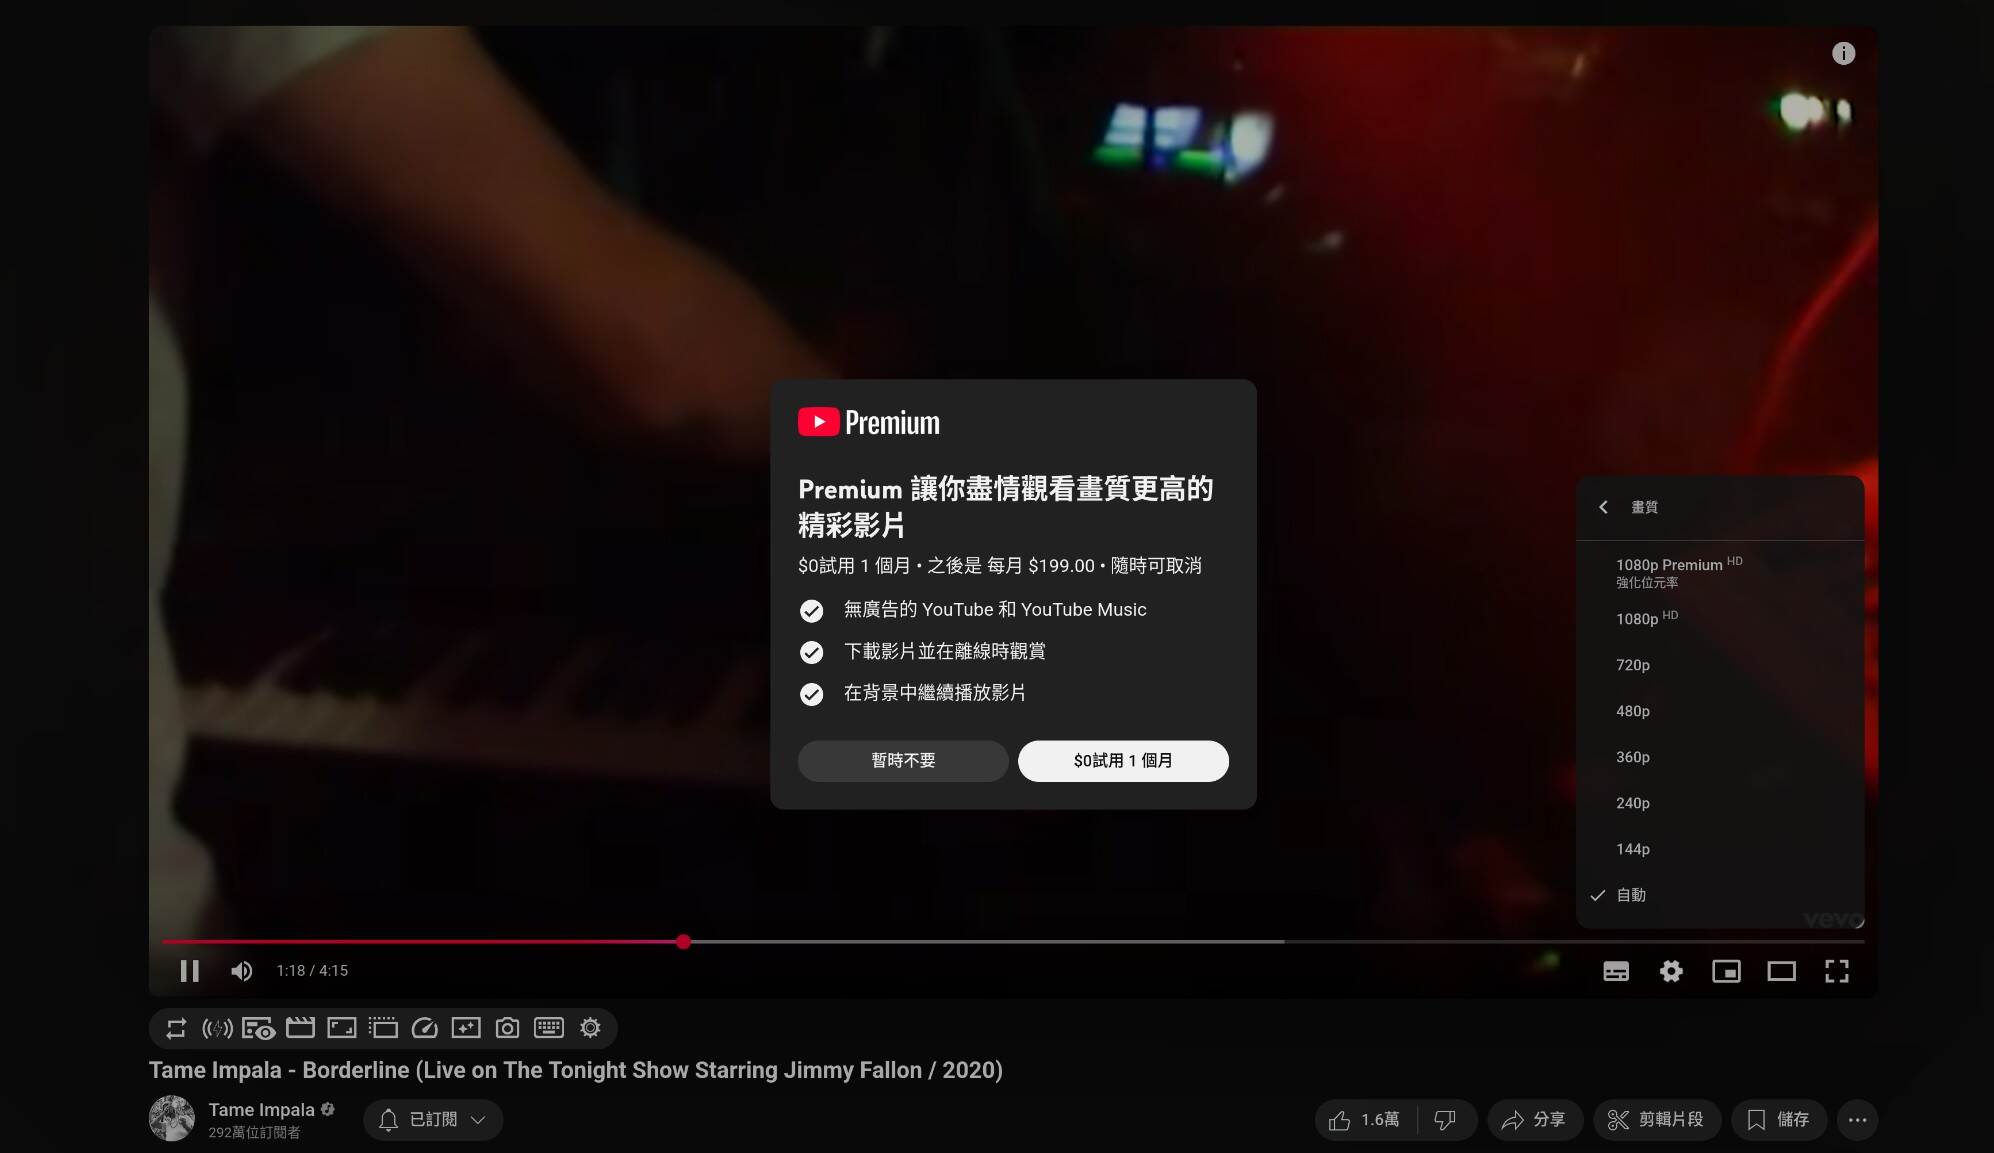 Premium
Premium 讓你盡情觀看畫質更高的
精彩影片
$0試用 1 個月 • 之後是 每月 $199.00 • 隨時可取消
無廣告的 YouTube 和 YouTube Music
下載影片並在離線時觀賞
在背景中繼續播放影片
暫時不要
$0試用 1 個月
畫質
1080p Premium HD
強化位元率
1080p HD
720p
480p
360p
240p
144p
自動
vevo
1:18 / 4:15
Tame Impala - Borderline (Live on The Tonight Show Starring Jimmy Fallon / 2020)
Tame Impala
292萬位訂閱者
已訂閱
1.6萬
分享
剪輯片段
儲存